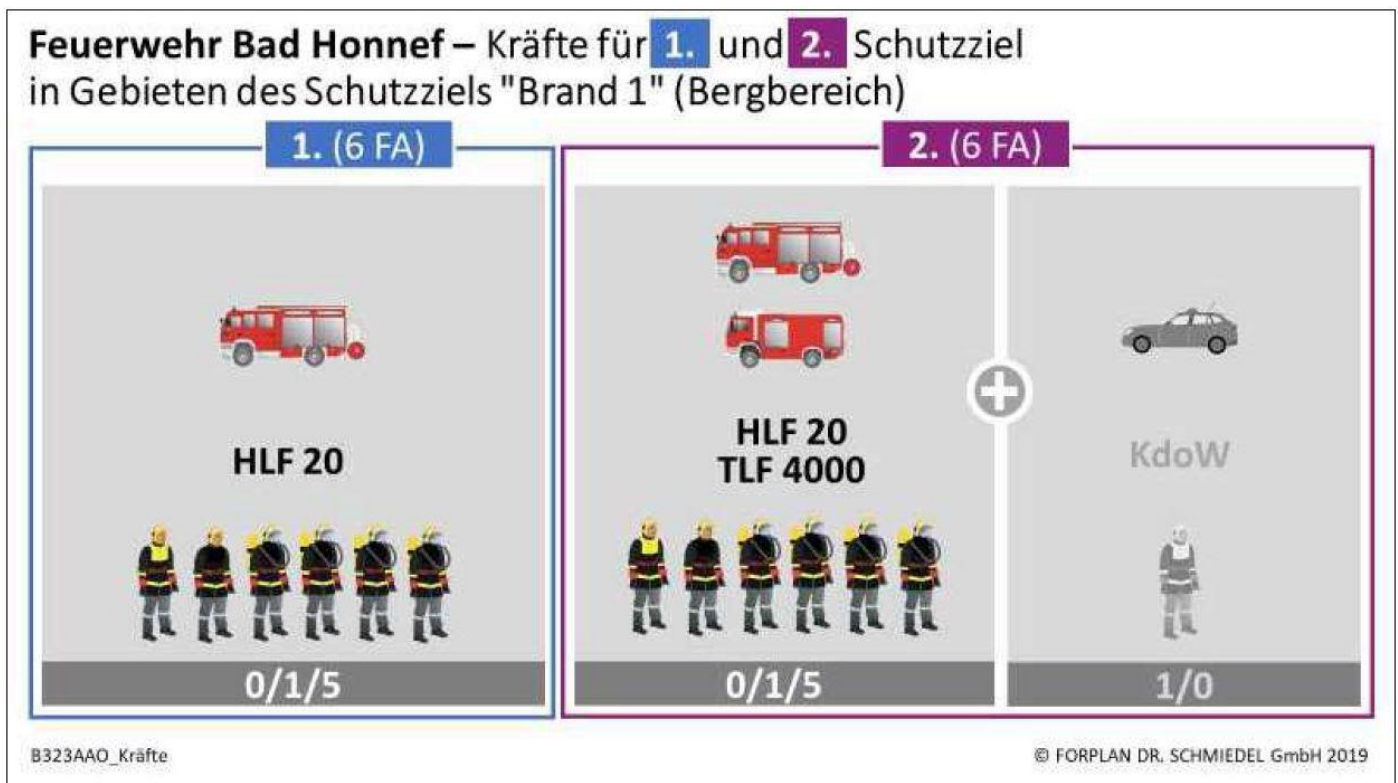 Feuerwehr Bad Honnef – Kräfte für 1. und 2. Schutzziel
in Gebieten des Schutzziels "Brand 1" (Bergbereich)
1. (6 FA)
HLF 20
0/1/5
2. (6 FA)
HLF 20
TLF 4000
0/1/5
KdoW
1/0
B323AAO_Kräfte
© FORPLAN DR. SCHMIEDEL GmbH 2019